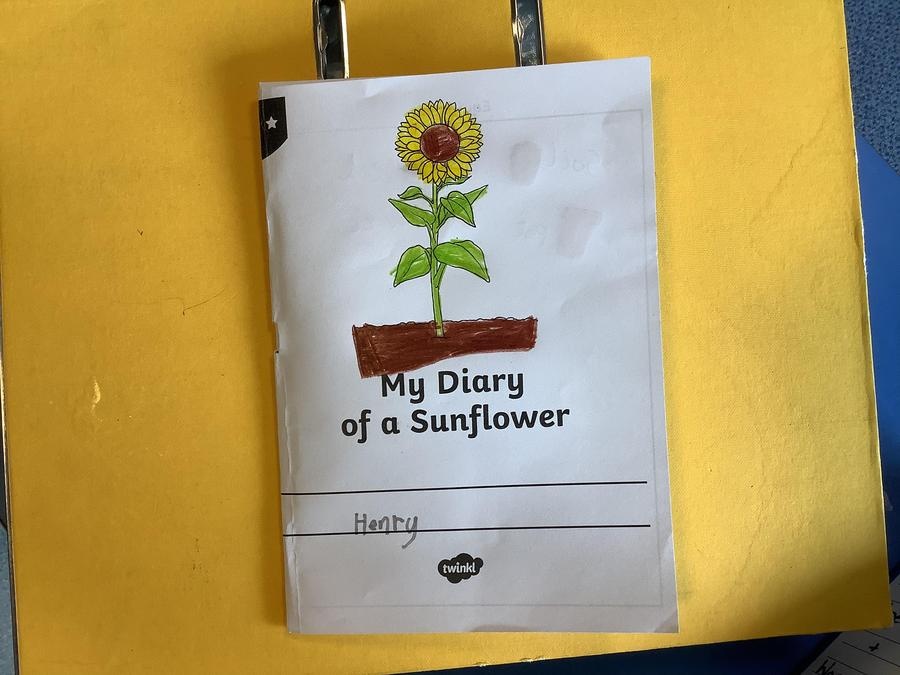 My Diary
of a Sunflower
Henry
twinkl